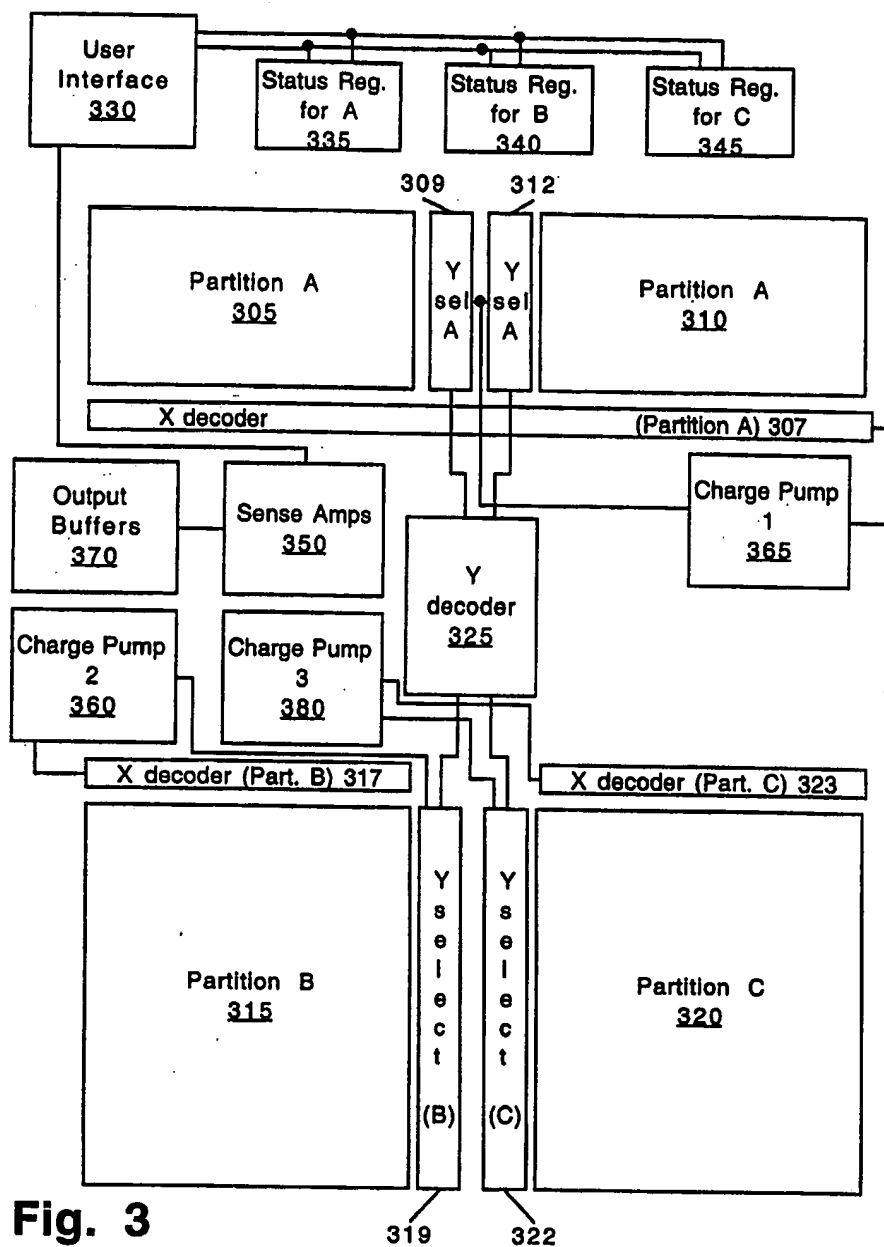 User
Interface
330
Status Reg.
for A
335
Status Reg.
for B
340
Status Reg.
for C
345
309
312
Partition A
305
Y
sel
A
Y
sel
A
Partition A
310
X decoder
(Partition A) 307
Output
Buffers
370
Sense Amps
350
Charge Pump
1
365
Y
decoder
325
Charge Pump
2
360
Charge Pump
3
380
X decoder (Part. B) 317
X decoder (Part. C) 323
Partition B
315
Y
s
e
l
e
c
t
(B)
Y
s
e
l
e
c
t
(C)
Partition C
320
Fig. 3
319
322